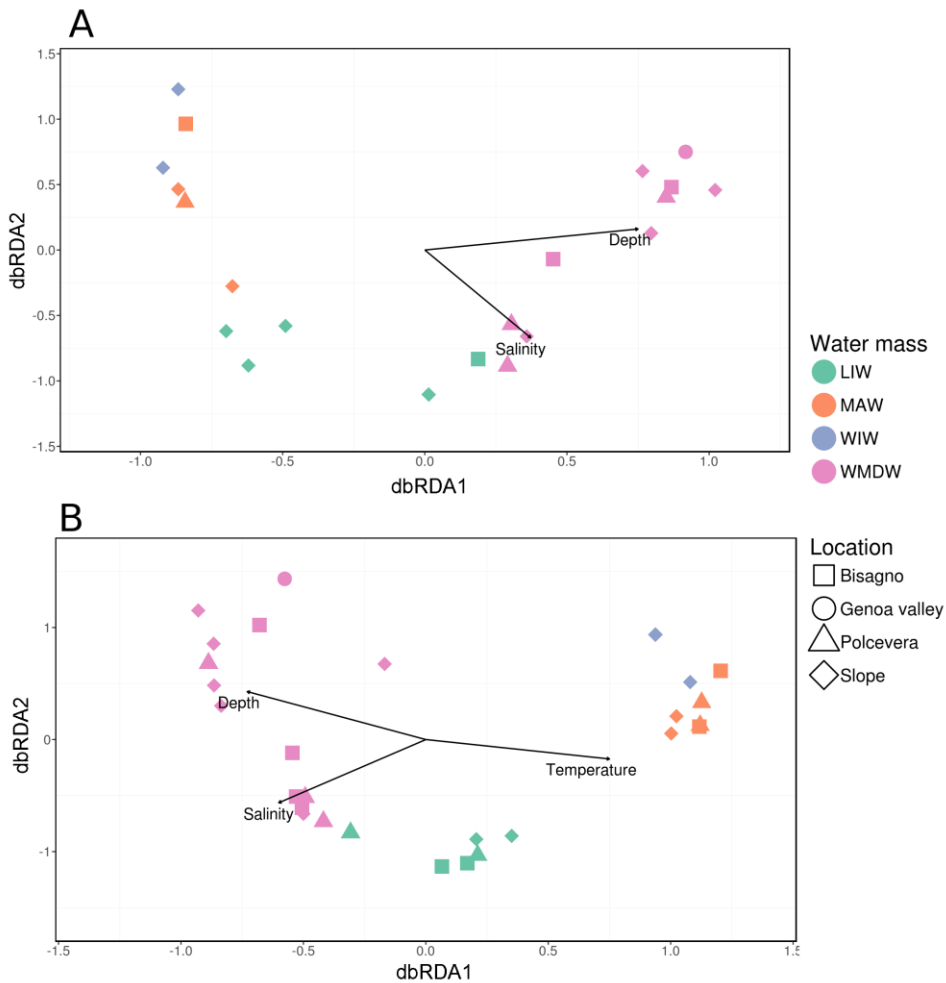 A
1.5
1.0
0.5
0.0
-0.5
-1.0
-1.5
dbRDA2
Depth
Salinity
-1.0 -0.5 0.0 0.5 1.0
dbRDA1
Water mass
LIW
MAW
WIW
WMDW
B
1
0
-1
dbRDA2
Depth
Temperature
Salinity
-1.5 -1.0 -0.5 0.0 0.5 1.0 1.5
dbRDA1
Location
Bisagno
Genoa valley
Polcevera
Slope